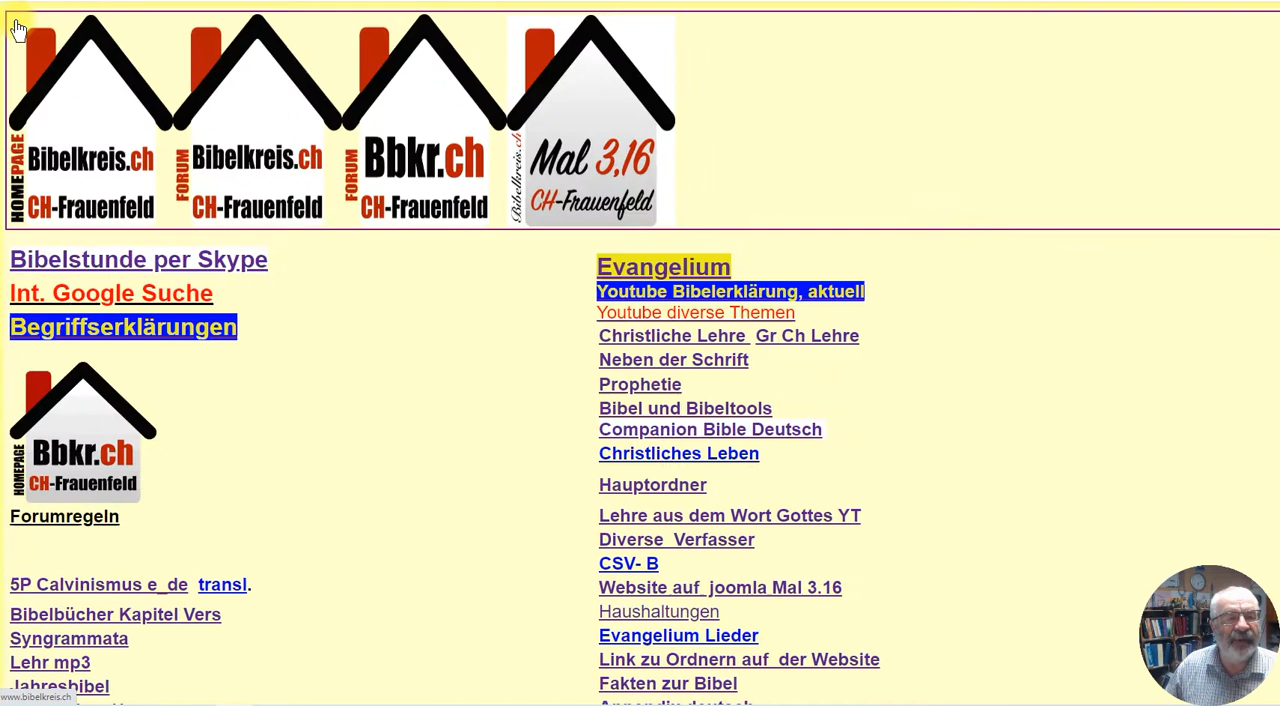 HOMEPAGE
Bibelkreis.ch
CH-Frauenfeld
FORUM
Bibelkreis.ch
CH-Frauenfeld
FORUM
Bbkr.ch
CH-Frauenfeld
Bibelkreis.ch
Mal 3,16
CH-Frauenfeld
Bibelstunde per Skype
Int. Google Suche
Begriffserklärungen
HOMEPAGE
Bbkr.ch
CH-Frauenfeld
Forumregeln
5P Calvinismus e_de transl.
Bibelbücher Kapitel Vers
Syngrammata
Lehr mp3
Jahresbibel
www.bibelkreis.ch
Evangelium
Youtube Bibelerklärung, aktuell
Youtube diverse Themen
Christliche Lehre Gr Ch Lehre
Neben der Schrift
Prophetie
Bibel und Bibeltools
Companion Bible Deutsch
Christliches Leben
Hauptordner
Lehre aus dem Wort Gottes YT
Diverse Verfasser
CSV- B
Website auf joomla Mal 3.16
Haushaltungen
Evangelium Lieder
Link zu Ordnern auf der Website
Fakten zur Bibel
Appendix deutsch